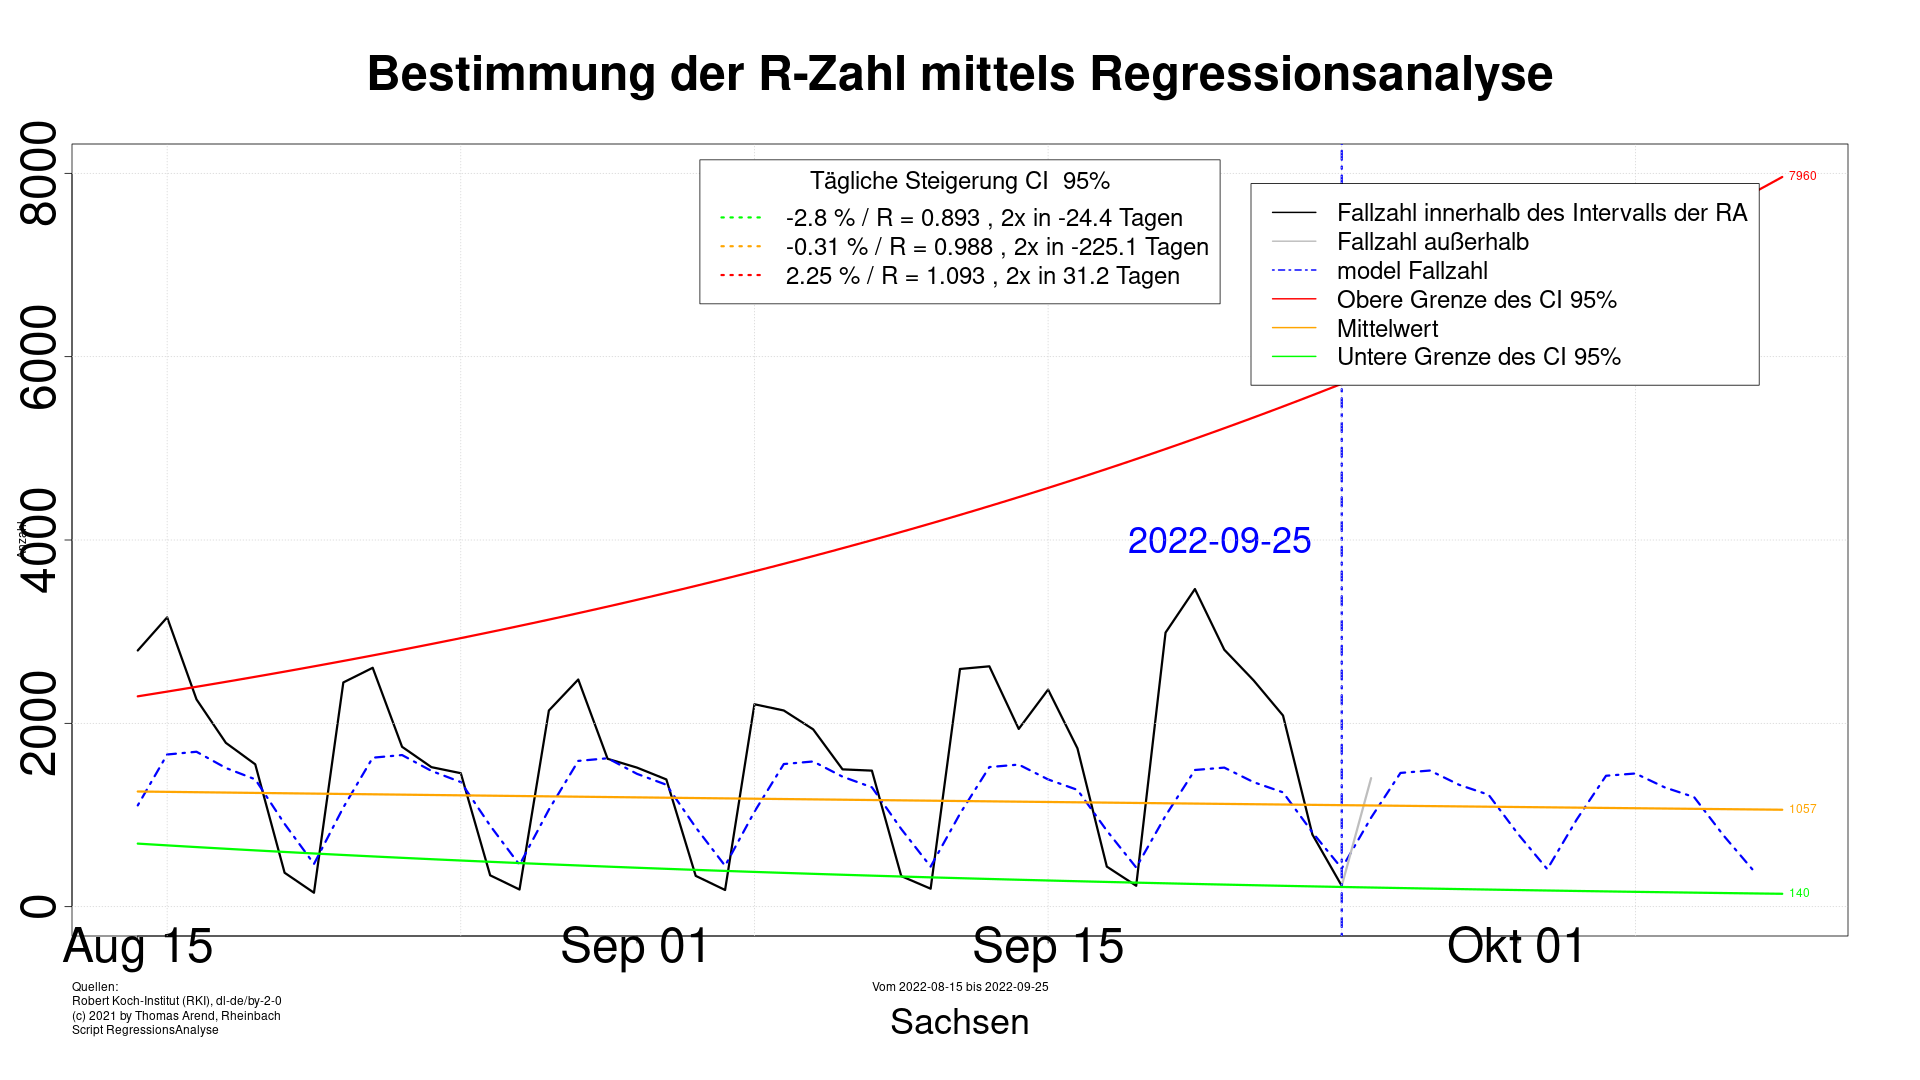 Bestimmung der R-Zahl mittels Regressionsanalyse
8000
6000
4000
2000
0
Anzahl
Tägliche Steigerung CI  95%
-2.8 % / R = 0.893 , 2x in -24.4 Tagen
-0.31 % / R = 0.988 , 2x in -225.1 Tagen
2.25 % / R = 1.093 , 2x in 31.2 Tagen
Fallzahl innerhalb des Intervalls der RA
Fallzahl außerhalb
model Fallzahl
Obere Grenze des CI 95%
Mittelwert
Untere Grenze des CI 95%
7960
2022-09-25
1057
140
Aug 15
Sep 01
Sep 15
Okt 01
Quellen:
Robert Koch-Institut (RKI), dl-de/by-2-0
(c) 2021 by Thomas Arend, Rheinbach
Script RegressionsAnalyse
Vom 2022-08-15 bis 2022-09-25
Sachsen